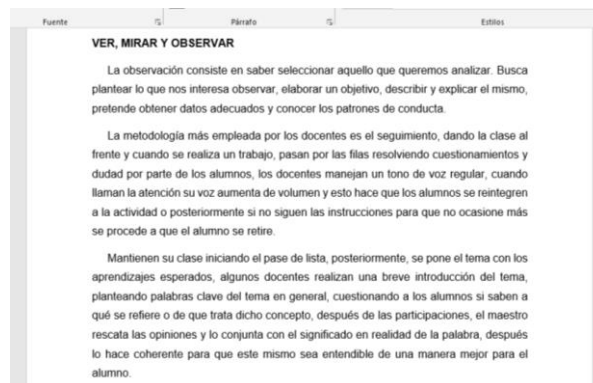 Fuente
Párrafo
Estilos
VER, MIRAR Y OBSERVAR
La observación consiste en saber seleccionar aquello que queremos analizar. Busca
plantear lo que nos interesa observar, elaborar un objetivo, describir y explicar el mismo,
pretende obtener datos adecuados y conocer los patrones de conducta.
La metodología más empleada por los docentes es el seguimiento, dando la clase al
frente y cuando se realiza un trabajo, pasan por las filas resolviendo cuestionamientos y
dudad por parte de los alumnos, los docentes manejan un tono de voz regular, cuando
llaman la atención su voz aumenta de volumen y esto hace que los alumnos se reintegren
a la actividad o posteriormente si no siguen las instrucciones para que no ocasione más
se procede a que el alumno se retire.
Mantienen su clase iniciando el pase de lista, posteriormente, se pone el tema con los
aprendizajes esperados, algunos docentes realizan una breve introducción del tema,
planteando palabras clave del tema en general, cuestionando a los alumnos si saben a
qué se refiere o de que trata dicho concepto, después de las participaciones, el maestro
rescata las opiniones y lo conjunta con el significado en realidad de la palabra, después
lo hace coherente para que este mismo sea entendible de una manera mejor para el
alumno.